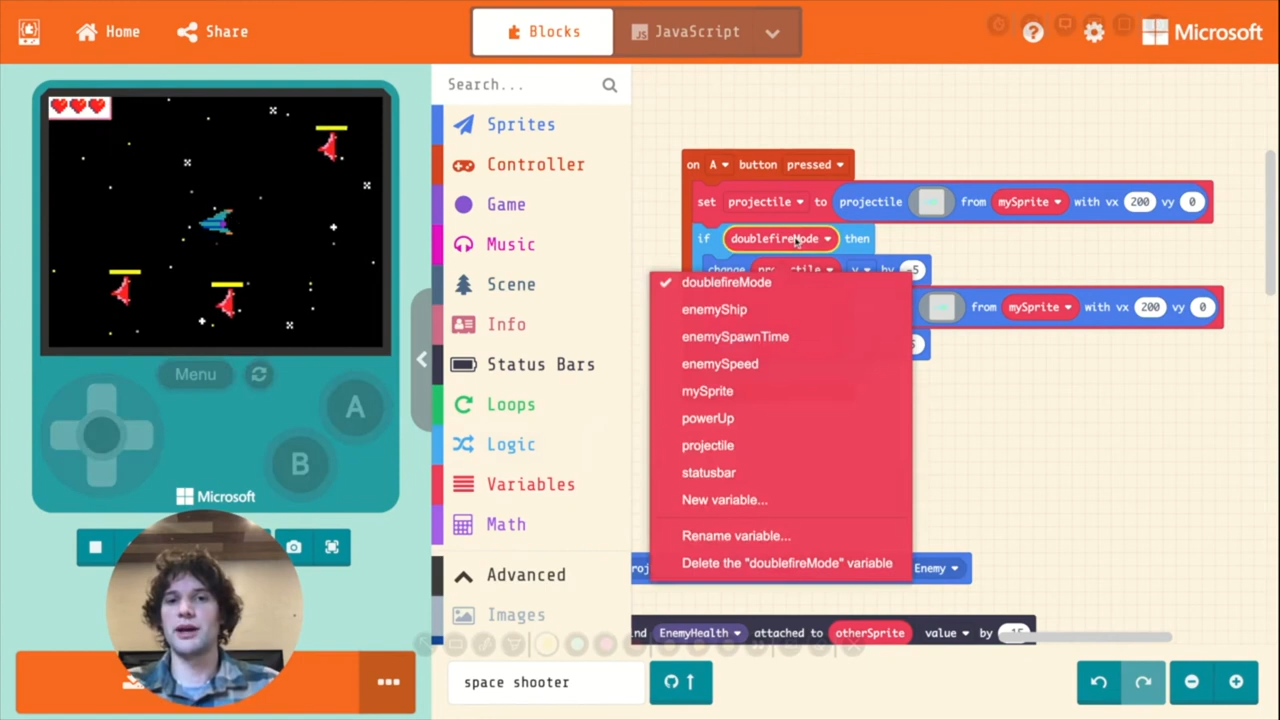 Home
Share
Blocks
JavaScript
Microsoft
Search...
Sprites
Controller
Game
Music
Scene
Info
Status Bars
Loops
Logic
Variables
Math
Advanced
Images
Menu
A
B
Microsoft
on A button pressed
set projectile to projectile from mySprite with vx 200 vy 0
if doublefireMode then
by -5
from mySprite with vx 200 vy 0
doublefireMode
enemyShip
enemySpawnTime
enemySpeed
mySprite
powerUp
projectile
statusbar
New variable...
Rename variable...
Delete the "doublefireMode" variable
Enemy
EnemyHealth attached to otherSprite value by
space shooter